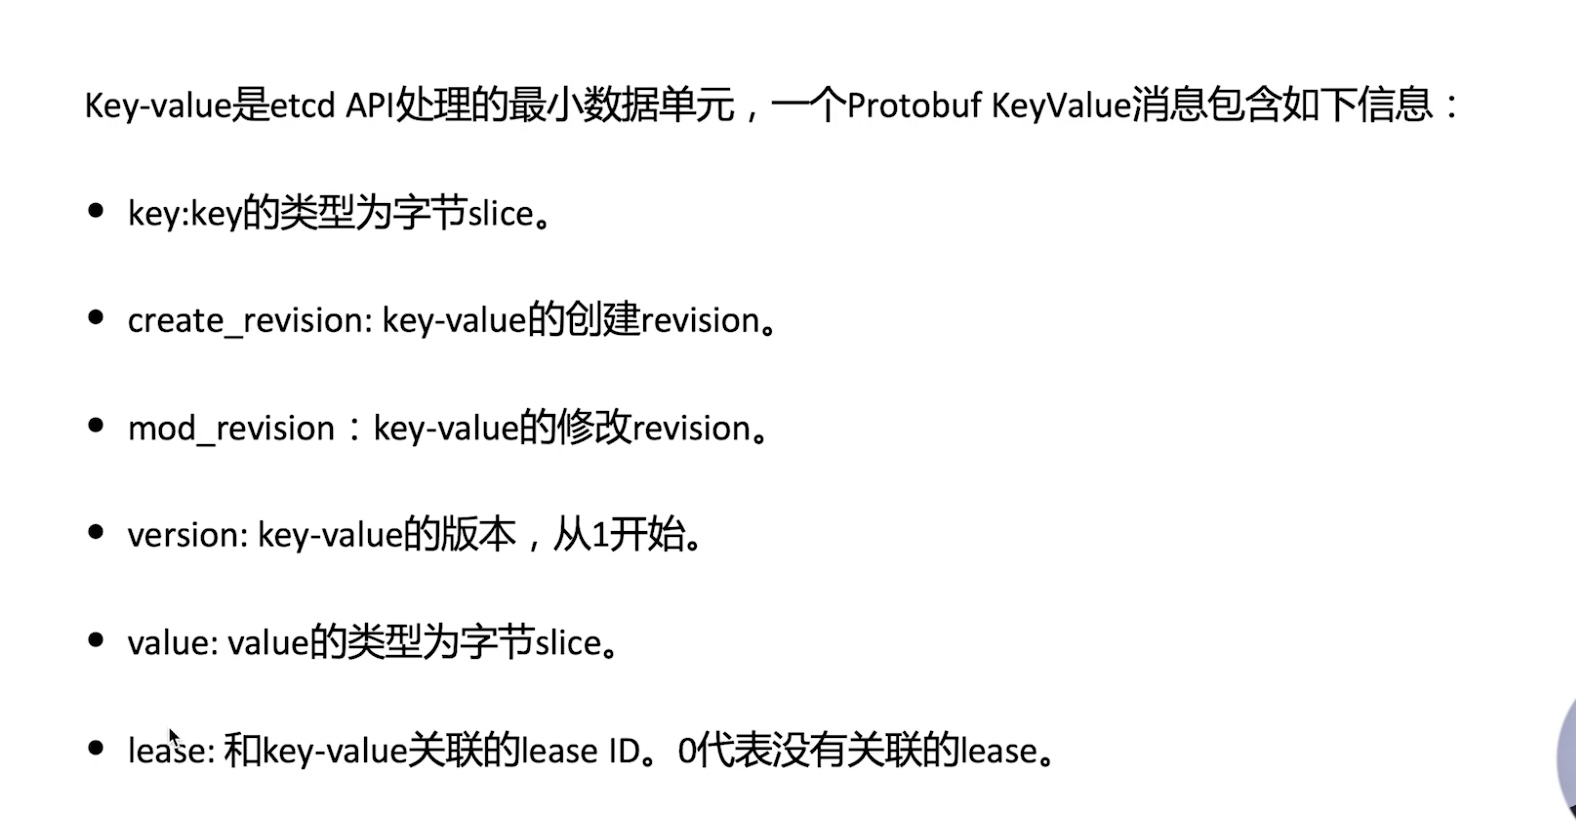 Key-value是etcd API处理的最小数据单元，一个Protobuf KeyValue消息包含如下信息：
• key:key的类型为字节slice。
• create_revision: key-value的创建revision。
• mod_revision：key-value的修改revision。
• version: key-value的版本，从1开始。
• value: value的类型为字节slice。
• lease: 和key-value关联的lease ID。0代表没有关联的lease。